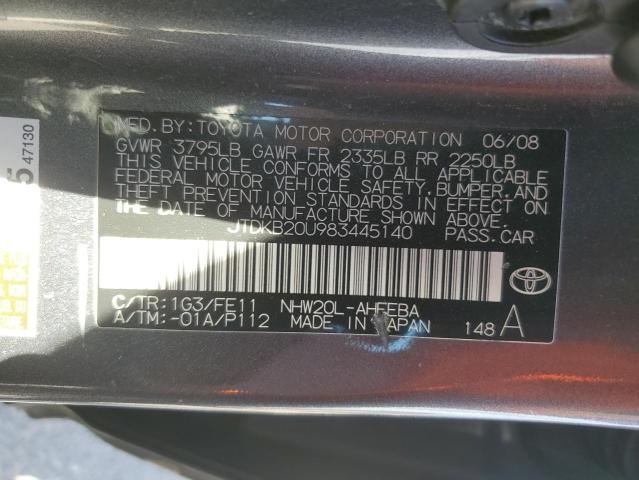 MFD. BY: TOYOTA MOTOR CORPORATION 06/08
GVWR 3795LB GAWR FR 2335LB RR 2250LB
THIS VEHICLE CONFORMS TO ALL APPLICABLE
FEDERAL MOTOR VEHICLE SAFETY, BUMPER, AND
THEFT PREVENTION STANDARDS IN EFFECT ON
THE DATE OF MANUFACTURE SHOWN ABOVE.
JTDKB20U983445140 PASS.CAR
C/TR: 1G3/FE11 NHW20L-AHEEBA
A/TM: -01A/P112 MADE IN JAPAN 148 A
47130